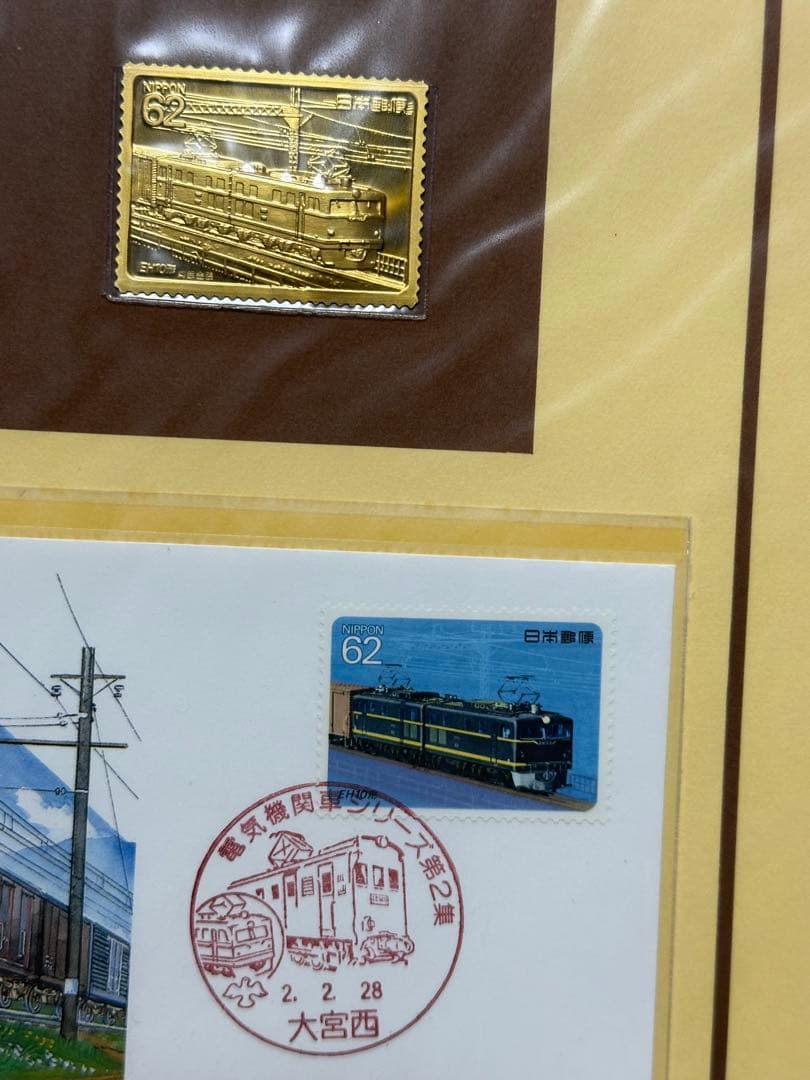 NIPPON
62
日本郵便
EH10形
NIPPON
62
日本郵便
EH10形
電気機関車シリーズ第2集
2. 2. 28
大宮西